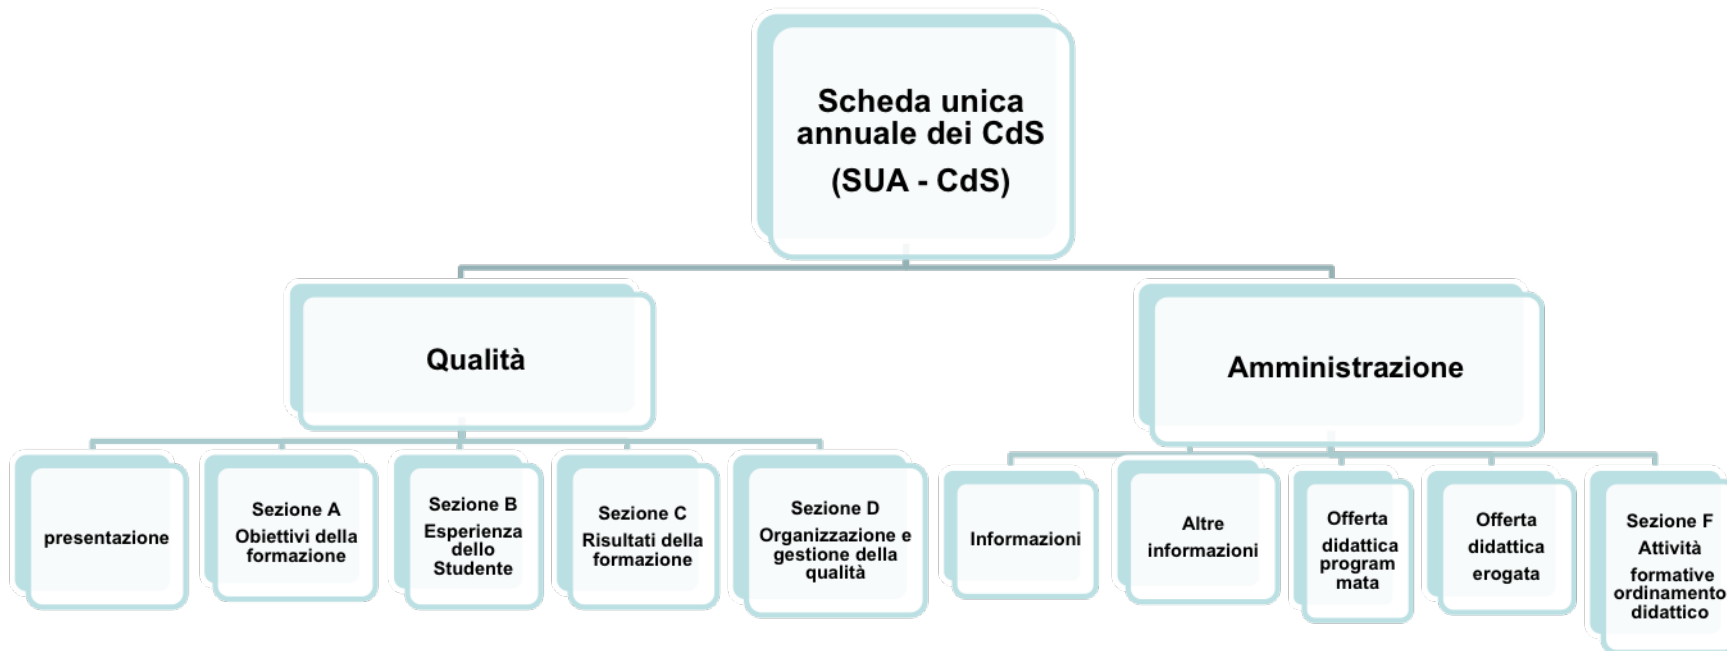 Scheda unica
annuale dei CdS
(SUA - CdS)
Qualità
Amministrazione
presentazione
Sezione A
Obiettivi della
formazione
Sezione B
Esperienza
dello
Studente
Sezione C
Risultati della
formazione
Sezione D
Organizzazione e
gestione della
qualità
Informazioni
Altre
informazioni
Offerta
didattica
program
mata
Offerta
didattica
erogata
Sezione F
Attività
formative
ordinamento
didattico